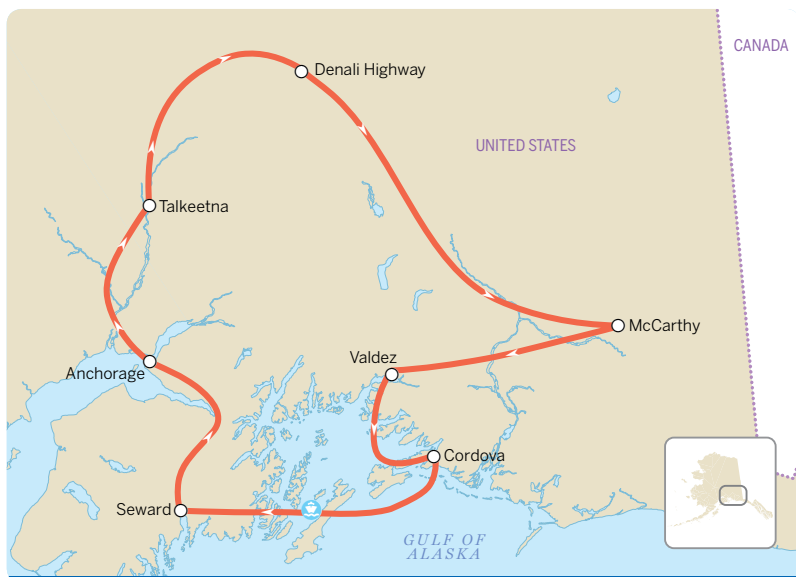 CANADA
Denali Highway
UNITED STATES
Talkeetna
McCarthy
Valdez
Anchorage
Cordova
Seward
GULF OF
ALASKA